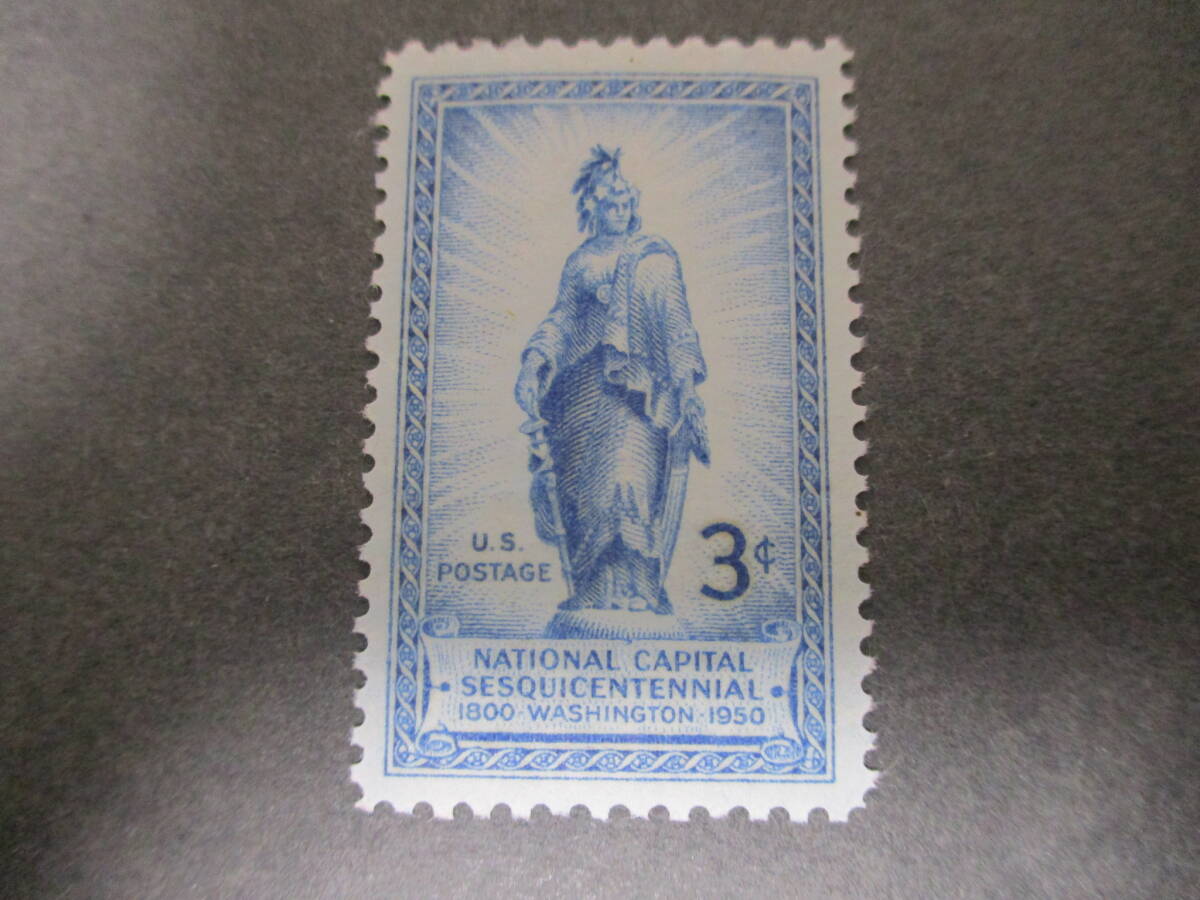 U.S.
POSTAGE
3¢
NATIONAL CAPITAL
SESQUICENTENNIAL
1800·WASHINGTON·1950